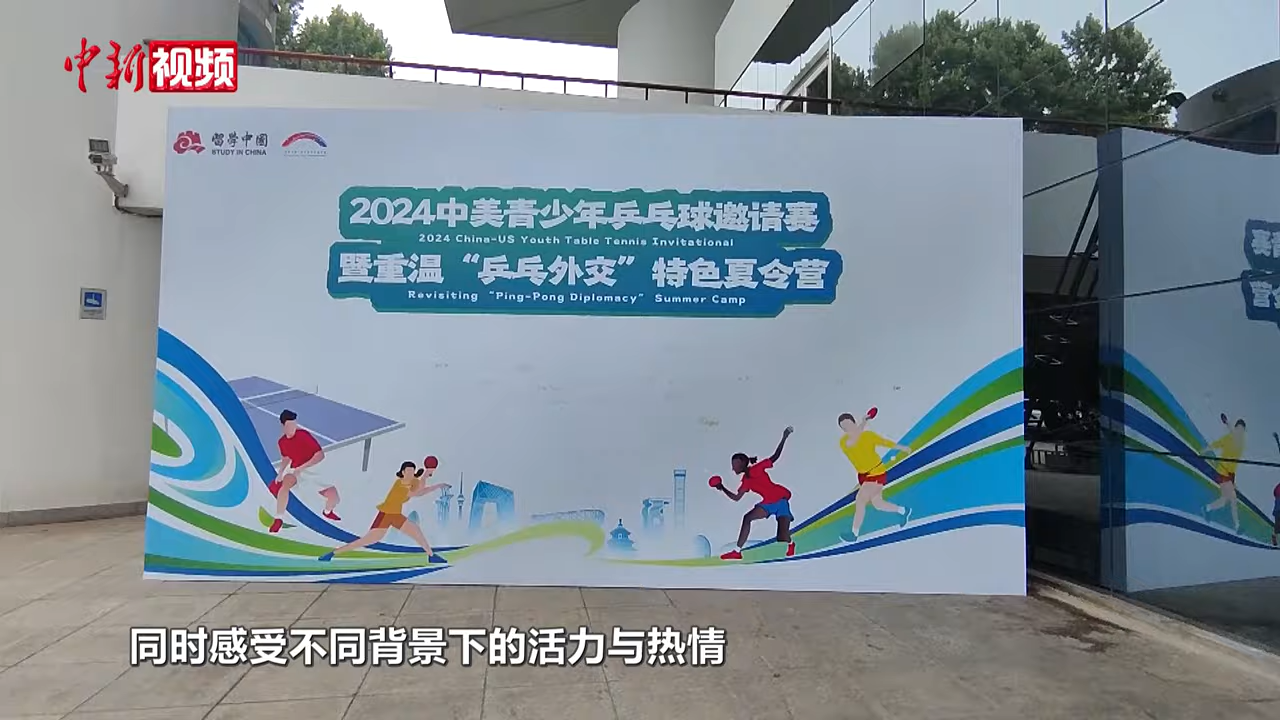 中新视频
留学中国
STUDY IN CHINA
2024中美青少年乒乓球邀请赛
2024 China-US Youth Table Tennis Invitational
暨重温“乒乓外交”特色夏令营
Revisiting “Ping-Pong Diplomacy” Summer Camp
同时感受不同背景下的活力与热情